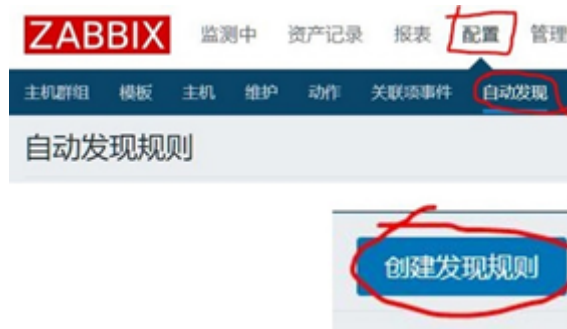 ZABBIX 监测中 资产记录 报表 配置 管理
主机群组 模板 主机 维护 动作 关联项事件 自动发现
自动发现规则
创建发现规则